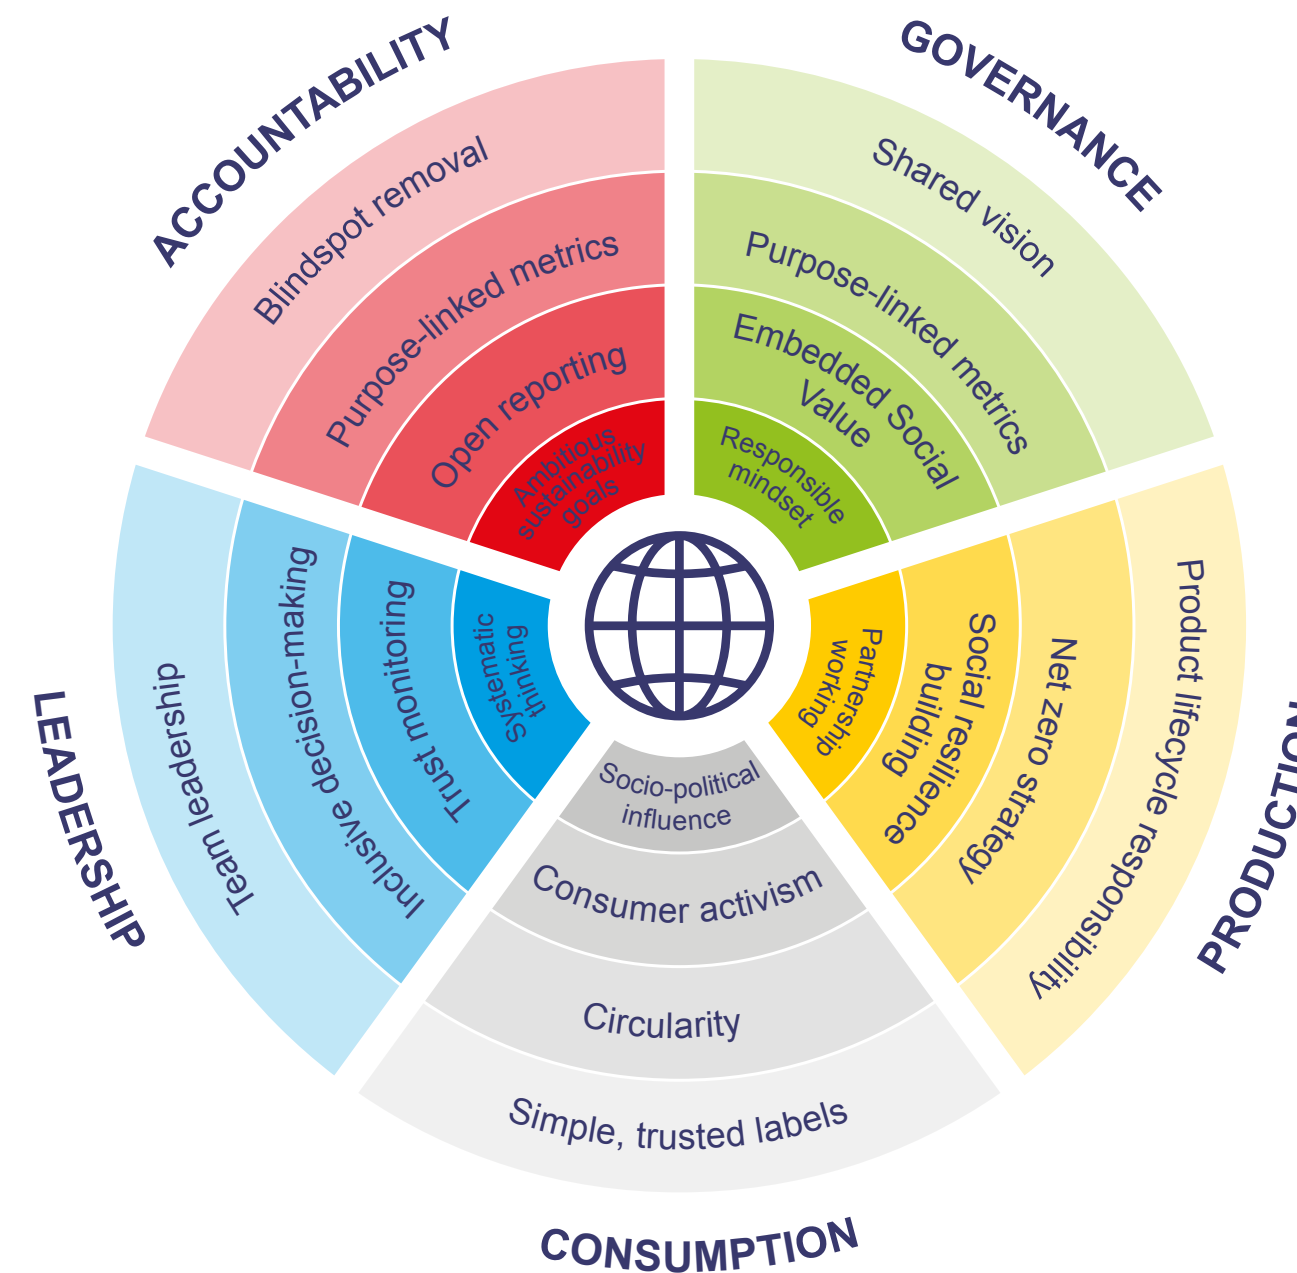 ACCOUNTABILITY
Blindspot removal
Purpose-linked metrics
Open reporting
Ambitious
sustainability
goals
GOVERNANCE
Shared vision
Purpose-linked metrics
Embedded Social
Value
Responsible
mindset
PRODUCTION
Product lifecycle responsibility
Net zero strategy
Social resilience
building
Partnership
working
CONSUMPTION
Socio-political
influence
Consumer activism
Circularity
Simple, trusted labels
LEADERSHIP
Team leadership
Inclusive decision-making
Trust monitoring
Systematic
thinking